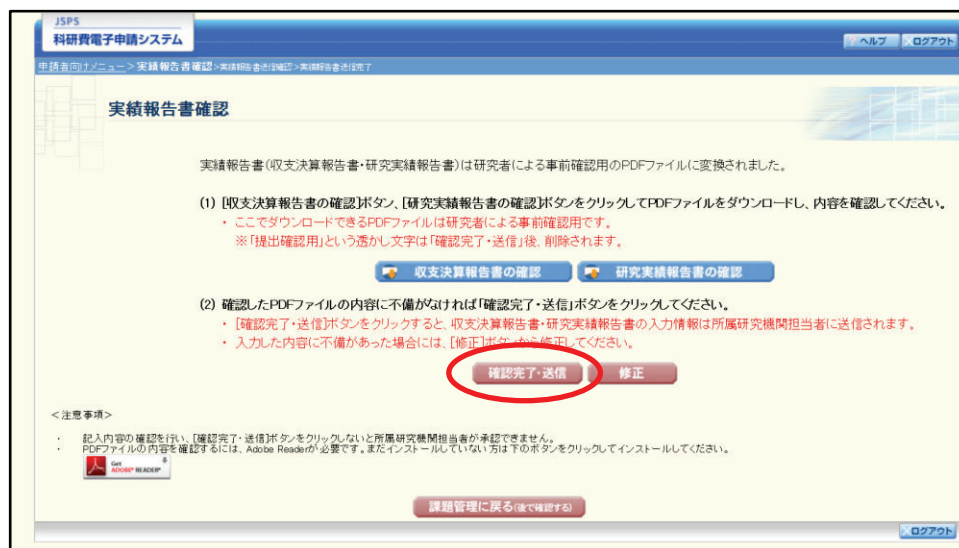 JSPS
科研費電子申請システム
? ヘルプ ログアウト
申請者向けメニュー>実績報告書確認>実績報告書送信確認>実績報告書送信完了
実績報告書確認
実績報告書(収支決算報告書・研究実績報告書)は研究者による事前確認用のPDFファイルに変換されました。
(1) [収支決算報告書の確認]ボタン、[研究実績報告書の確認]ボタンをクリックしてPDFファイルをダウンロードし、内容を確認してください。
・ ここでダウンロードできるPDFファイルは研究者による事前確認用です。
※「提出確認用」という透かし文字は「確認完了・送信」後、削除されます。
収支決算報告書の確認 研究実績報告書の確認
(2) 確認したPDFファイルの内容に不備がなければ「確認完了・送信」ボタンをクリックしてください。
・ [確認完了・送信]ボタンをクリックすると、収支決算報告書・研究実績報告書の入力情報は所属研究機関担当者に送信されます。
・ 入力した内容に不備があった場合には、[修正]ボタンから修正してください。
確認完了・送信 修正
<注意事項>
・ 記入内容の確認を行い、[確認完了・送信]ボタンをクリックしないと所属研究機関担当者が承認できません。
・ PDFファイルの内容を確認するには、Adobe Readerが必要です。まだインストールしていない方は下のボタンをクリックしてインストールしてください。
Get
ADOBE® READER®
課題管理に戻る(後で確認する)
ログアウト